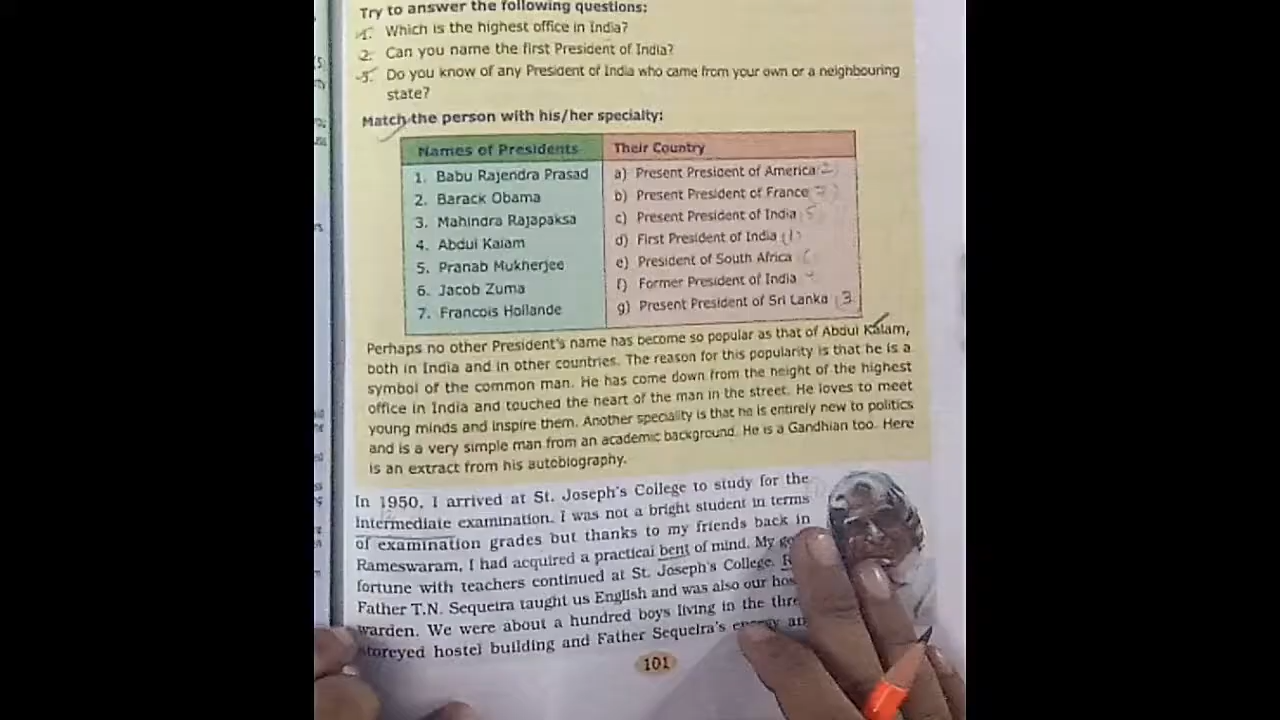 Try to answer the following questions:
1. Which is the highest office in India?
2. Can you name the first President of India?
3. Do you know of any President of India who came from your own or a neighbouring
state?
Match the person with his/her specialty:
Names of Presidents Their Country
1. Babu Rajendra Prasad a) Present President of America 2
2. Barack Obama b) Present President of France 7
3. Mahindra Rajapaksa c) Present President of India 5
4. Abdul Kalam d) First President of India (1)
5. Pranab Mukherjee e) President of South Africa
6. Jacob Zuma f) Former President of India
7. Francois Hollande g) Present President of Sri Lanka (3
Perhaps no other President's name has become so popular as that of Abdul Kalam,
both in India and in other countries. The reason for this popularity is that he is a
symbol of the common man. He has come down from the height of the highest
office in India and touched the heart of the man in the street. He loves to meet
young minds and inspire them. Another speciality is that he is entirely new to politics
and is a very simple man from an academic background. He is a Gandhian too. Here
is an extract from his autobiography.
In 1950, I arrived at St. Joseph's College to study for the
Intermediate examination. I was not a bright student in terms
of examination grades but thanks to my friends back in
Rameswaram, I had acquired a practical bent of mind. My
fortune with teachers continued at St. Joseph's College.
Father T.N. Sequeira taught us English and was also our
warden. We were about a hundred boys living in the
storeyed hostel building and Father Sequeira's energy
101